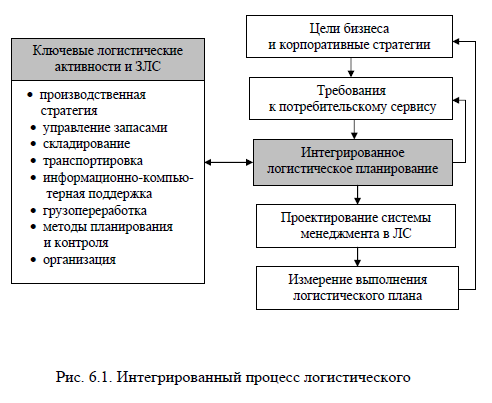 Ключевые логистические
активности и ЗЛС
• производственная
стратегия
• управление запасами
• складирование
• транспортировка
• информационно-компью-
терная поддержка
• грузопереработка
• методы планирования
и контроля
• организация
Цели бизнеса
и корпоративные стратегии
Требования
к потребительскому сервису
Интегрированное
логистическое планирование
Проектирование системы
менеджмента в ЛС
Измерение выполнения
логистического плана
Рис. 6.1. Интегрированный процесс логистического